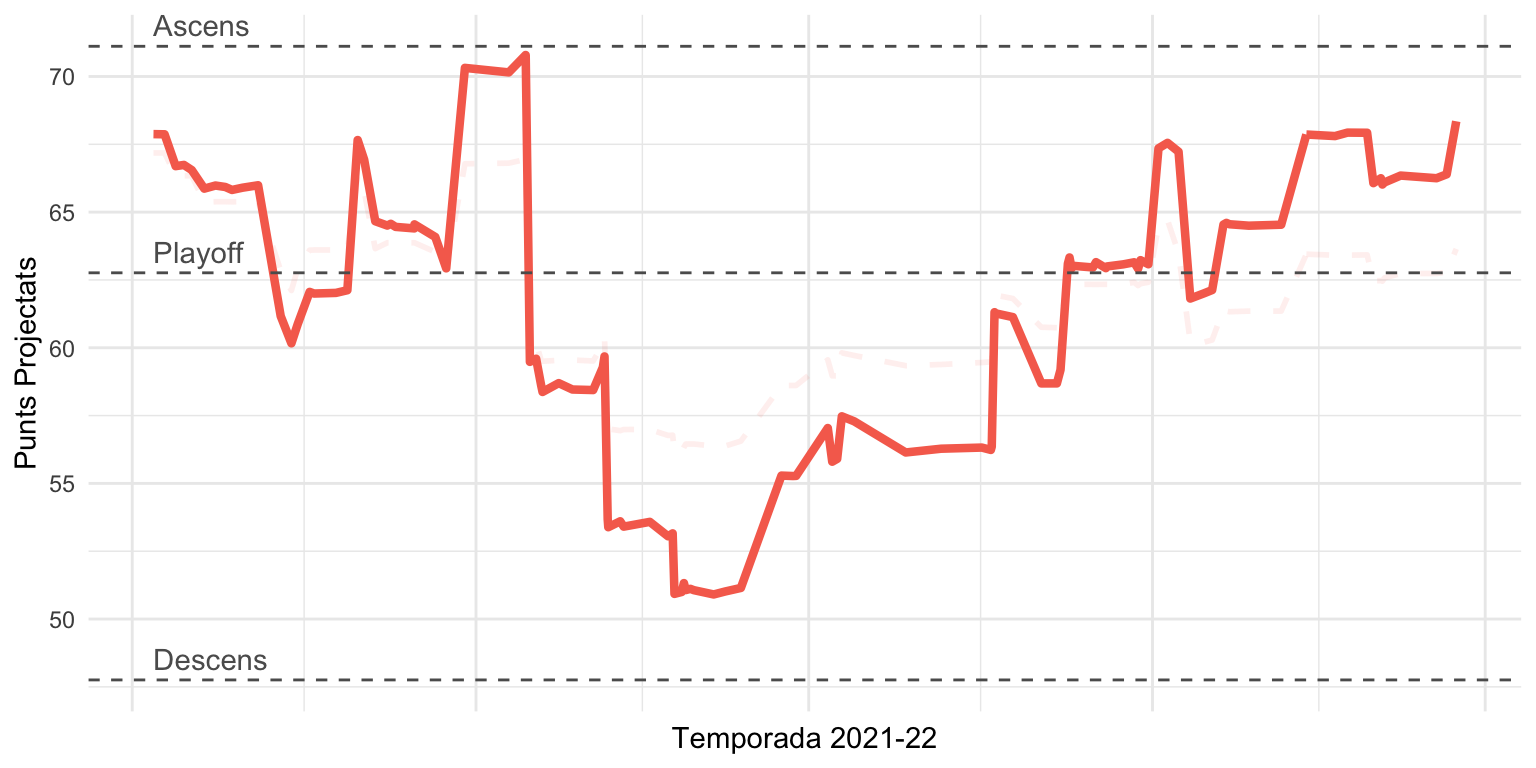 Ascens
70
65
Playoff
60
55
50
Descens
Punts Projectats
Temporada 2021-22